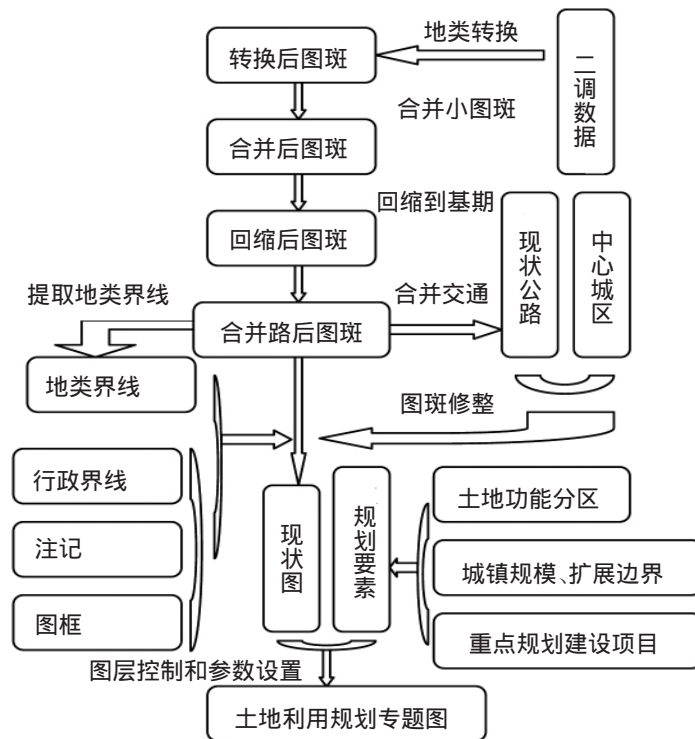 地类转换
转换后图斑
二调数据
合并小图斑
合并后图斑
回缩到基期
回缩后图斑
现状公路
中心城区
提取地类界线
合并交通
合并路后图斑
地类界线
图斑修整
行政界线
土地功能分区
现状图
规划要素
注记
城镇规模、扩展边界
图框
重点规划建设项目
图层控制和参数设置
土地利用规划专题图